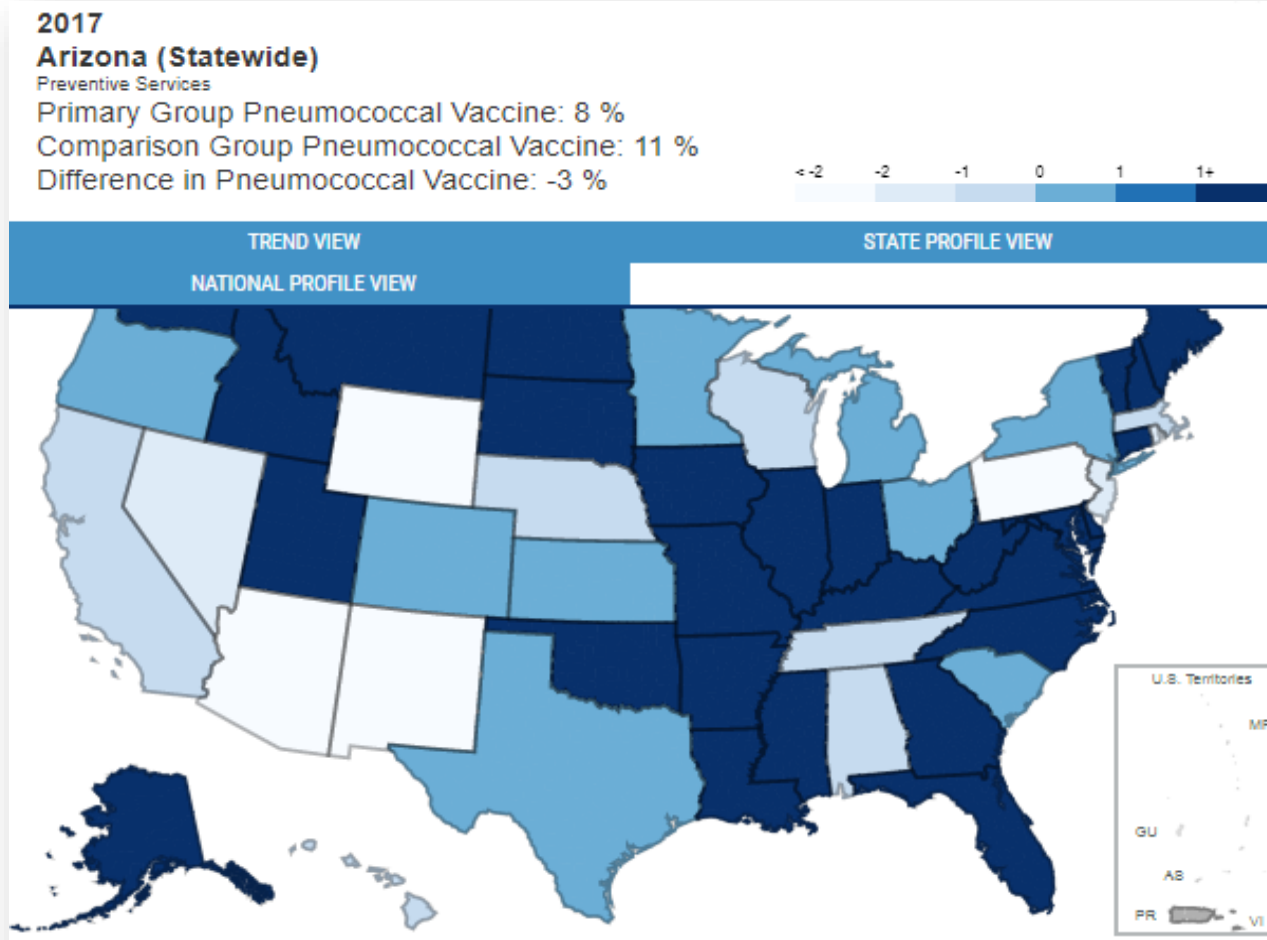 2017
Arizona (Statewide)
Preventive Services
Primary Group Pneumococcal Vaccine: 8 %
Comparison Group Pneumococcal Vaccine: 11 %
Difference in Pneumococcal Vaccine: -3 %
< -2 -2 -1 0 1 1+
TREND VIEW STATE PROFILE VIEW
NATIONAL PROFILE VIEW
U.S. Territories
GU
AS
PR VI